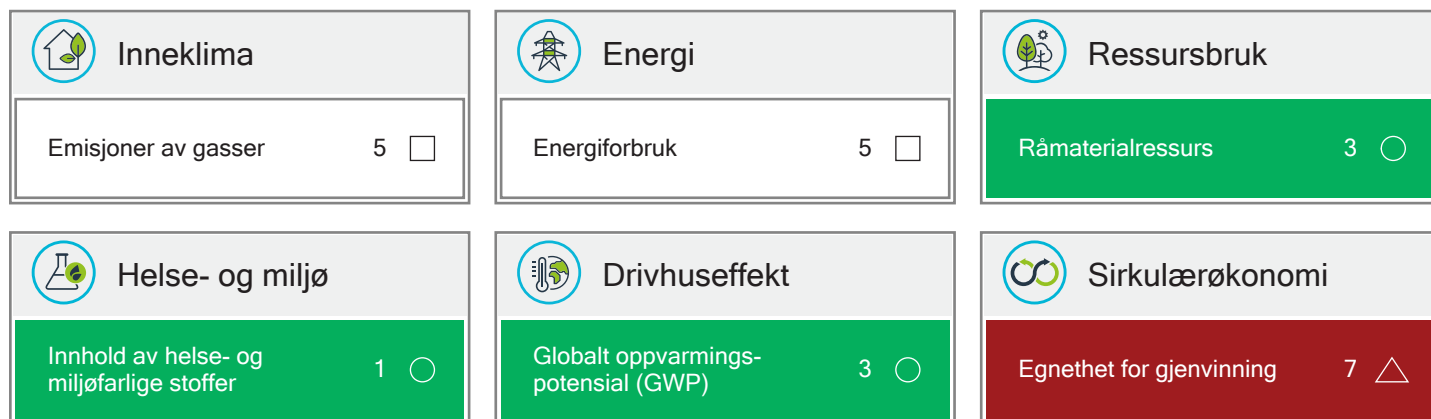 Inneklima
Emisjoner av gasser 5
Energi
Energiforbruk 5
Ressursbruk
Råmaterialressurs 3
Helse- og miljø
Innhold av helse- og
miljøfarlige stoffer 1
Drivhuseffekt
Globalt oppvarmings-
potensial (GWP) 3
Sirkulærøkonomi
Egnethet for gjenvinning 7